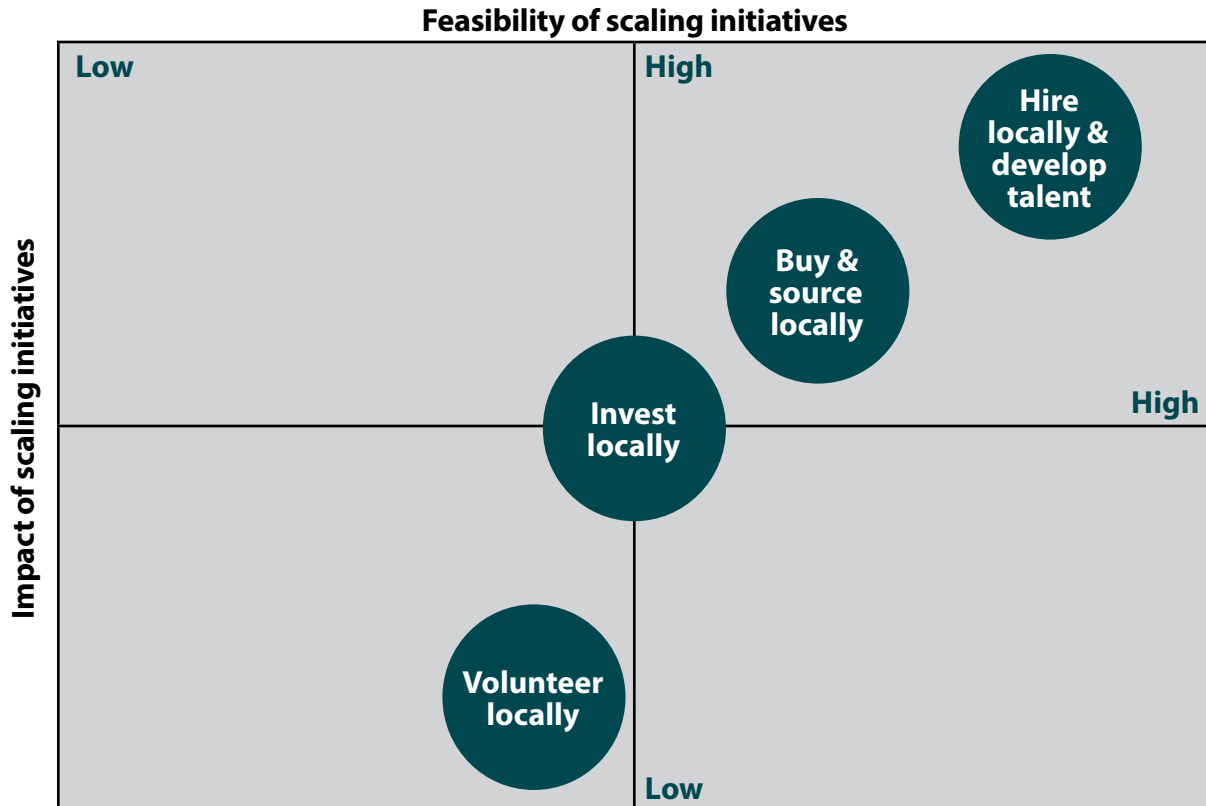 Feasibility of scaling initiatives
Low
High
Hire
locally &
develop
talent
Buy &
source
locally
High
Invest
locally
Impact of scaling initiatives
Volunteer
locally
Low